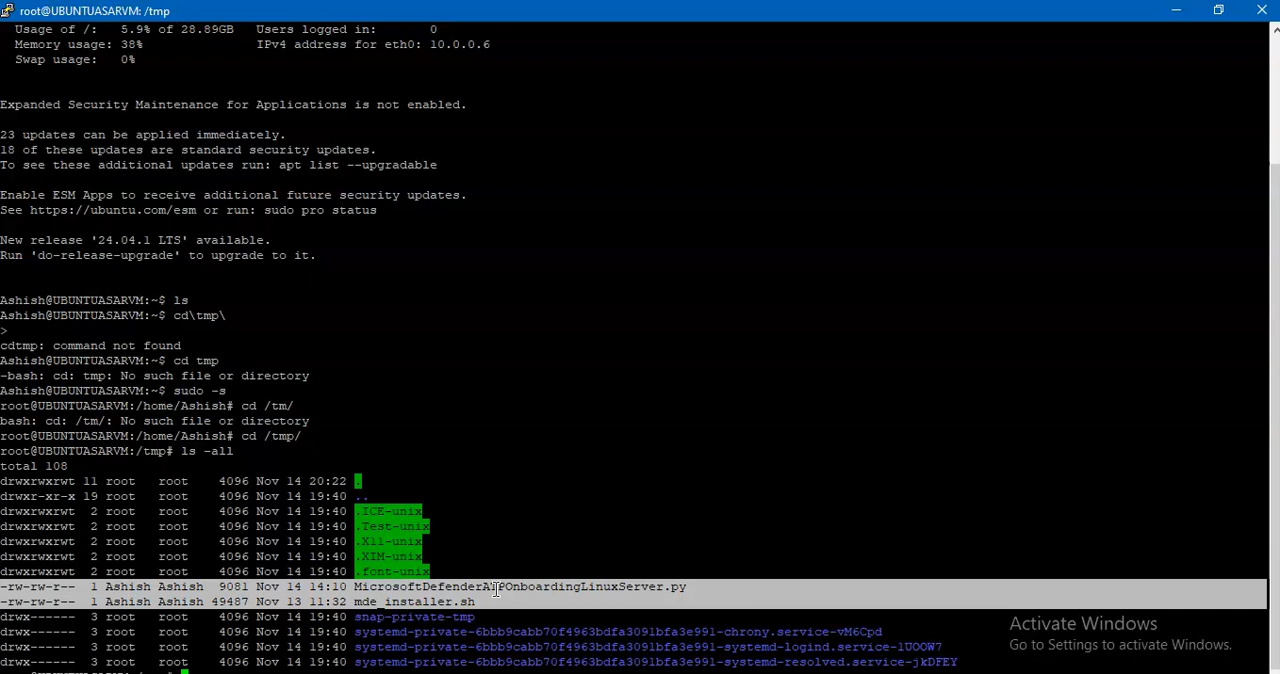 root@UBUNTUASARVM: /tmp
Usage of /:   5.9% of 28.89GB   Users logged in:       0
Memory usage: 38%               IPv4 address for eth0: 10.0.0.6
Swap usage:   0%
Expanded Security Maintenance for Applications is not enabled.
23 updates can be applied immediately.
18 of these updates are standard security updates.
To see these additional updates run: apt list --upgradable
Enable ESM Apps to receive additional future security updates.
See https://ubuntu.com/esm or run: sudo pro status
New release '24.04.1 LTS' available.
Run 'do-release-upgrade' to upgrade to it.
Ashish@UBUNTUASARVM:~$ ls
Ashish@UBUNTUASARVM:~$ cd\tmp\
>
cdtmp: command not found
Ashish@UBUNTUASARVM:~$ cd tmp
-bash: cd: tmp: No such file or directory
Ashish@UBUNTUASARVM:~$ sudo -s
root@UBUNTUASARVM:/home/Ashish# cd /tm/
bash: cd: /tm/: No such file or directory
root@UBUNTUASARVM:/home/Ashish# cd /tmp/
root@UBUNTUASARVM:/tmp# ls -all
total 108
drwxrwxrwt 11 root   root    4096 Nov 14 20:22 .
drwxr-xr-x 19 root   root    4096 Nov 14 19:40 ..
drwxrwxrwt  2 root   root    4096 Nov 14 19:40 .ICE-unix
drwxrwxrwt  2 root   root    4096 Nov 14 19:40 .Test-unix
drwxrwxrwt  2 root   root    4096 Nov 14 19:40 .X11-unix
drwxrwxrwt  2 root   root    4096 Nov 14 19:40 .XIM-unix
drwxrwxrwt  2 root   root    4096 Nov 14 19:40 .font-unix
-rw-rw-r--  1 Ashish Ashish  9081 Nov 14 14:10 MicrosoftDefenderATPOnboardingLinuxServer.py
-rw-rw-r--  1 Ashish Ashish 49487 Nov 13 11:32 mde_installer.sh
drwx------  3 root   root    4096 Nov 14 19:40 snap-private-tmp
drwx------  3 root   root    4096 Nov 14 19:40 systemd-private-6bbb9cabb70f4963bdfa3091bfa3e991-chrony.service-vM6Cpd
drwx------  3 root   root    4096 Nov 14 19:40 systemd-private-6bbb9cabb70f4963bdfa3091bfa3e991-systemd-logind.service-lUOOW7
drwx------  3 root   root    4096 Nov 14 19:40 systemd-private-6bbb9cabb70f4963bdfa3091bfa3e991-systemd-resolved.service-jkDFEY
Activate Windows
Go to Settings to activate Windows.